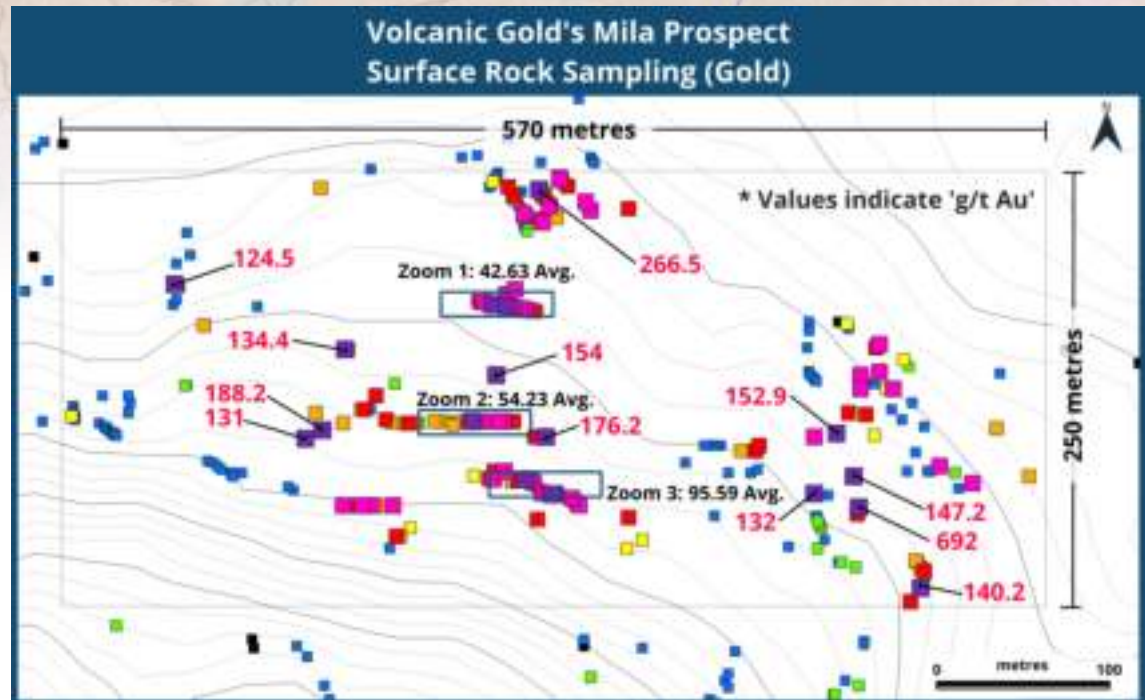 Volcanic Gold's Mila Prospect
Surface Rock Sampling (Gold)
570 metres
N
* Values indicate 'g/t Au'
124.5
266.5
Zoom 1: 42.63 Avg.
134.4
154
188.2
Zoom 2: 54.23 Avg.
152.9
131
176.2
250 metres
Zoom 3: 95.59 Avg.
132
147.2
692
140.2
0 metres 100